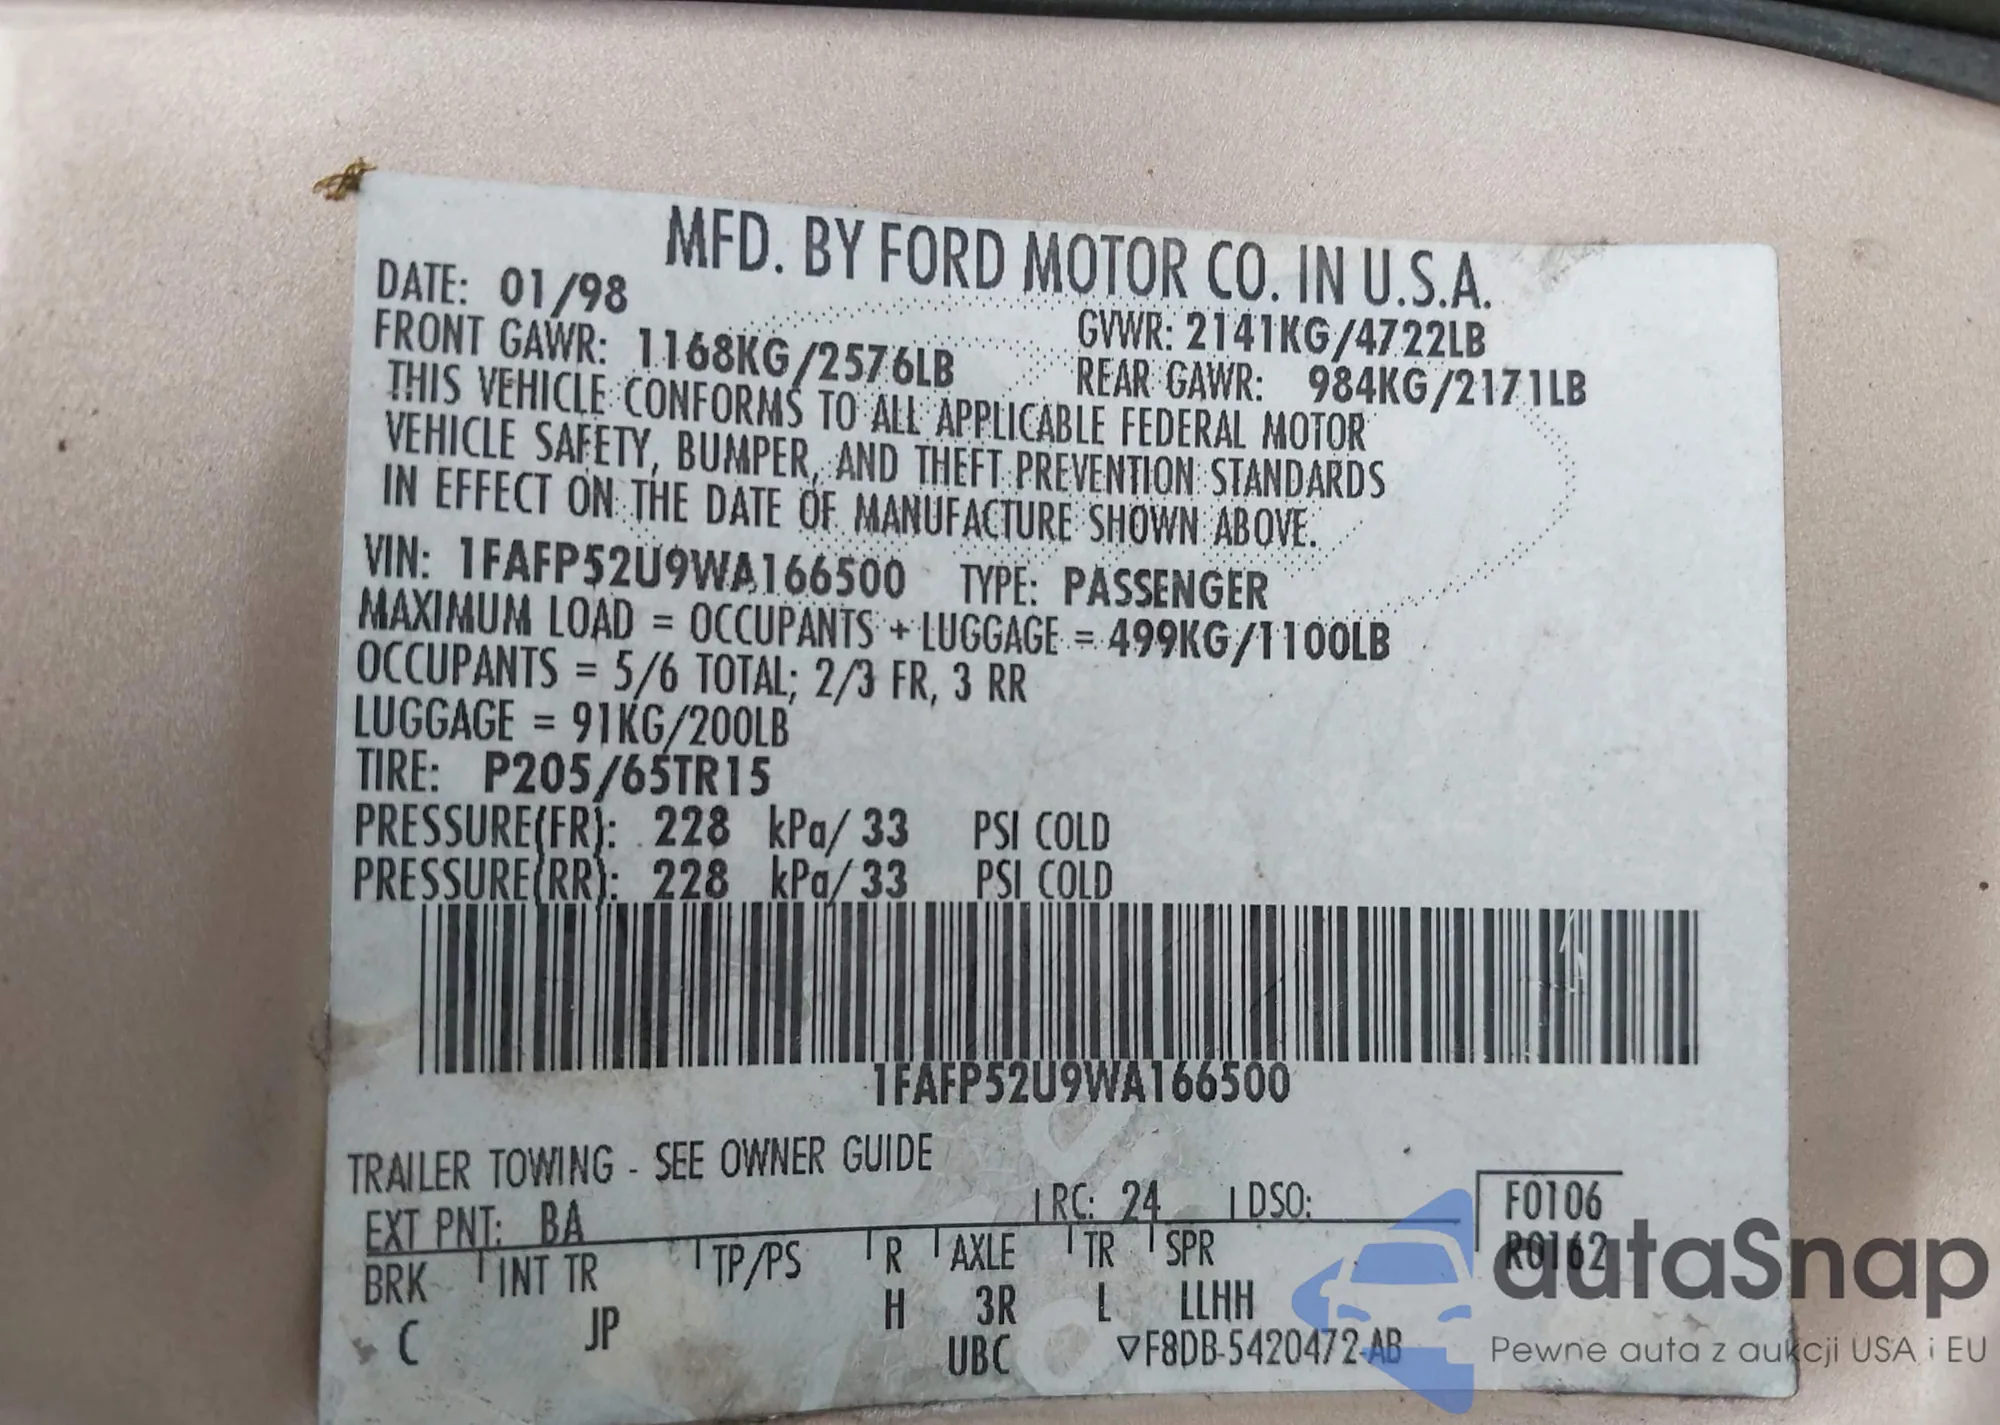 MFD. BY FORD MOTOR CO. IN U.S.A.
DATE: 01/98 GVWR: 2141KG/4722LB
FRONT GAWR: 1168KG/2576LB REAR GAWR: 984KG/2171LB
THIS VEHICLE CONFORMS TO ALL APPLICABLE FEDERAL MOTOR
VEHICLE SAFETY, BUMPER, AND THEFT PREVENTION STANDARDS
IN EFFECT ON THE DATE OF MANUFACTURE SHOWN ABOVE.
VIN: 1FAFP52U9WA166500 TYPE: PASSENGER
MAXIMUM LOAD = OCCUPANTS + LUGGAGE = 499KG/1100LB
OCCUPANTS = 5/6 TOTAL; 2/3 FR, 3 RR
LUGGAGE = 91KG/200LB
TIRE: P205/65TR15
PRESSURE(FR): 228 kPa/ 33 PSI COLD
PRESSURE(RR): 228 kPa/ 33 PSI COLD
1FAFP52U9WA166500
TRAILER TOWING - SEE OWNER GUIDE
EXT PNT: BA RC: 24 DSO: F0106
R0162
BRK INT TR TP/PS R AXLE TR SPR
C JP H 3R L LLHH
UBC ▽F8DB-5420472-AB
autaSnap
Pewne auta z aukcji USA i EU